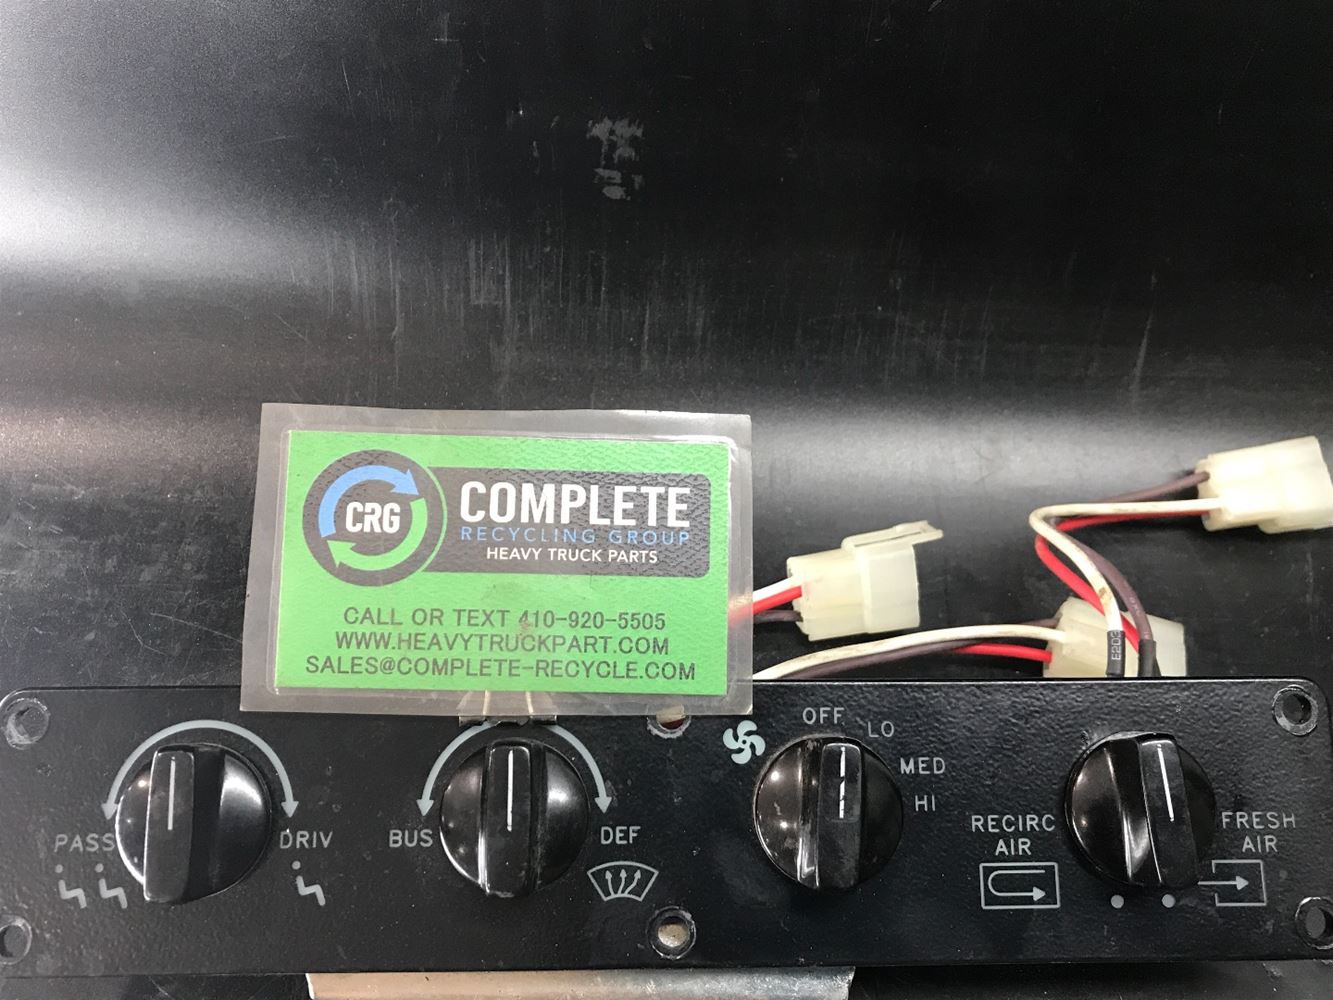 CRG
COMPLETE
RECYCLING GROUP
HEAVY TRUCK PARTS
CALL OR TEXT 410-920-5505
WWW.HEAVYTRUCKPART.COM
SALES@COMPLETE-RECYCLE.COM
PASS
DRIV
BUS
DEF
OFF
LO
MED
HI
RECIRC
AIR
FRESH
AIR